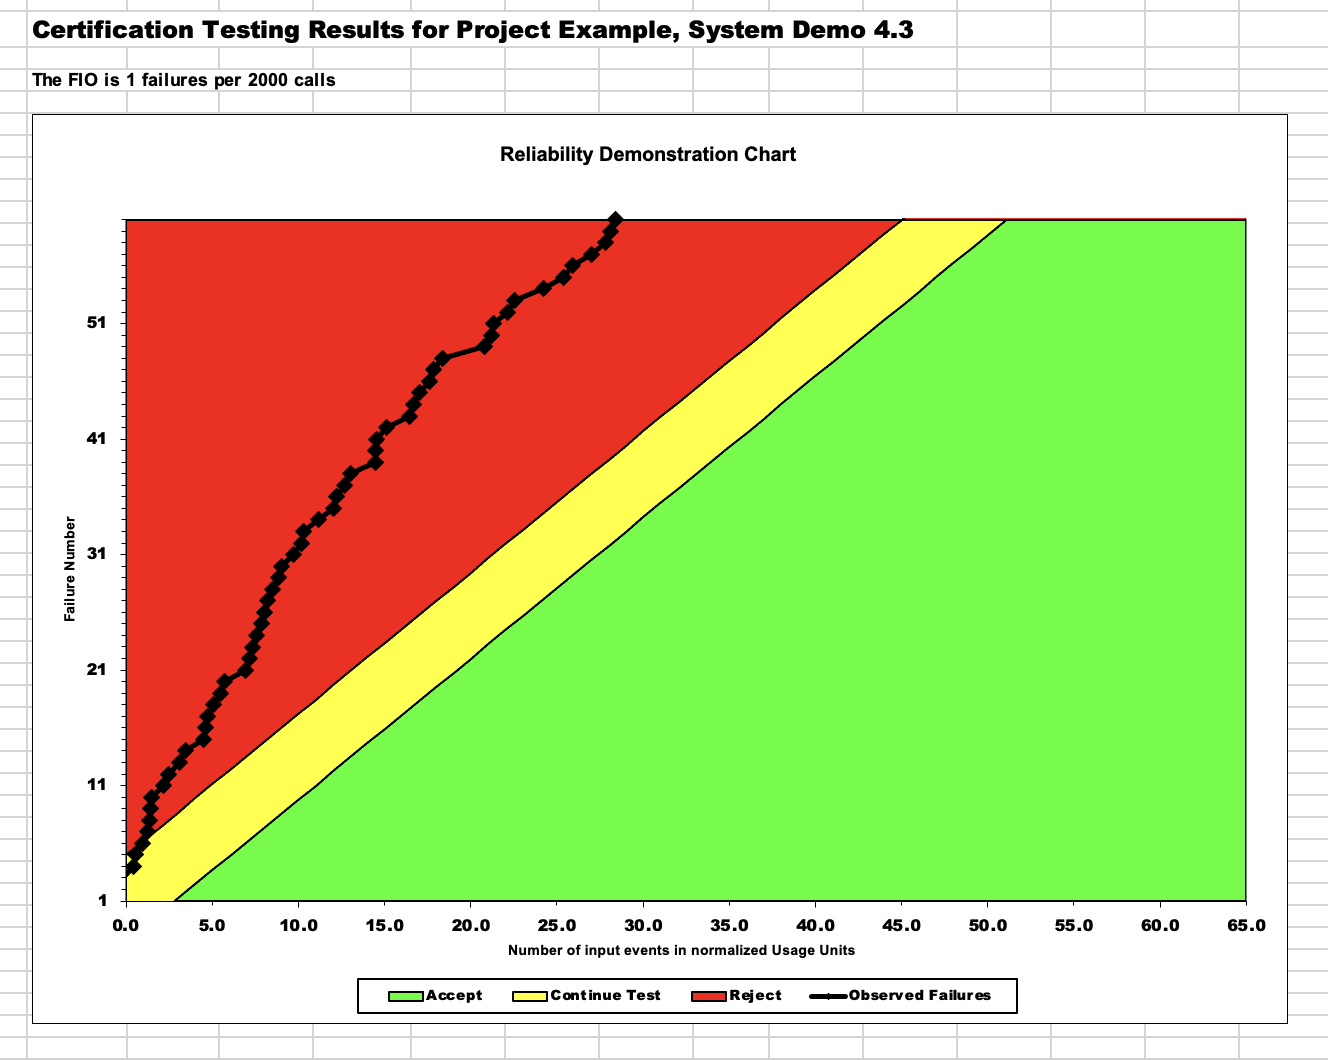 Certification Testing Results for Project Example, System Demo 4.3
The FIO is 1 failures per 2000 calls
Reliability Demonstration Chart
51
41
31
21
11
1
Failure Number
0.0 5.0 10.0 15.0 20.0 25.0 30.0 35.0 40.0 45.0 50.0 55.0 60.0 65.0
Number of input events in normalized Usage Units
Accept Continue Test Reject Observed Failures